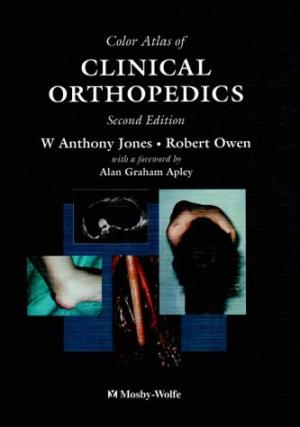 Color Atlas of
CLINICAL
ORTHOPEDICS
Second Edition
W Anthony Jones • Robert Owen
with a foreword by
Alan Graham Apley
M Mosby-Wolfe